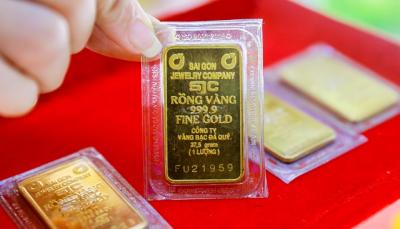 SAI GON
JEWELRY COMPANY
SJC
RỒNG VÀNG
999.9
FINE GOLD
CÔNG TY
VÀNG BẠC ĐÁ QUÝ.
37,5 gram
(1 LƯỢNG)
FU21959